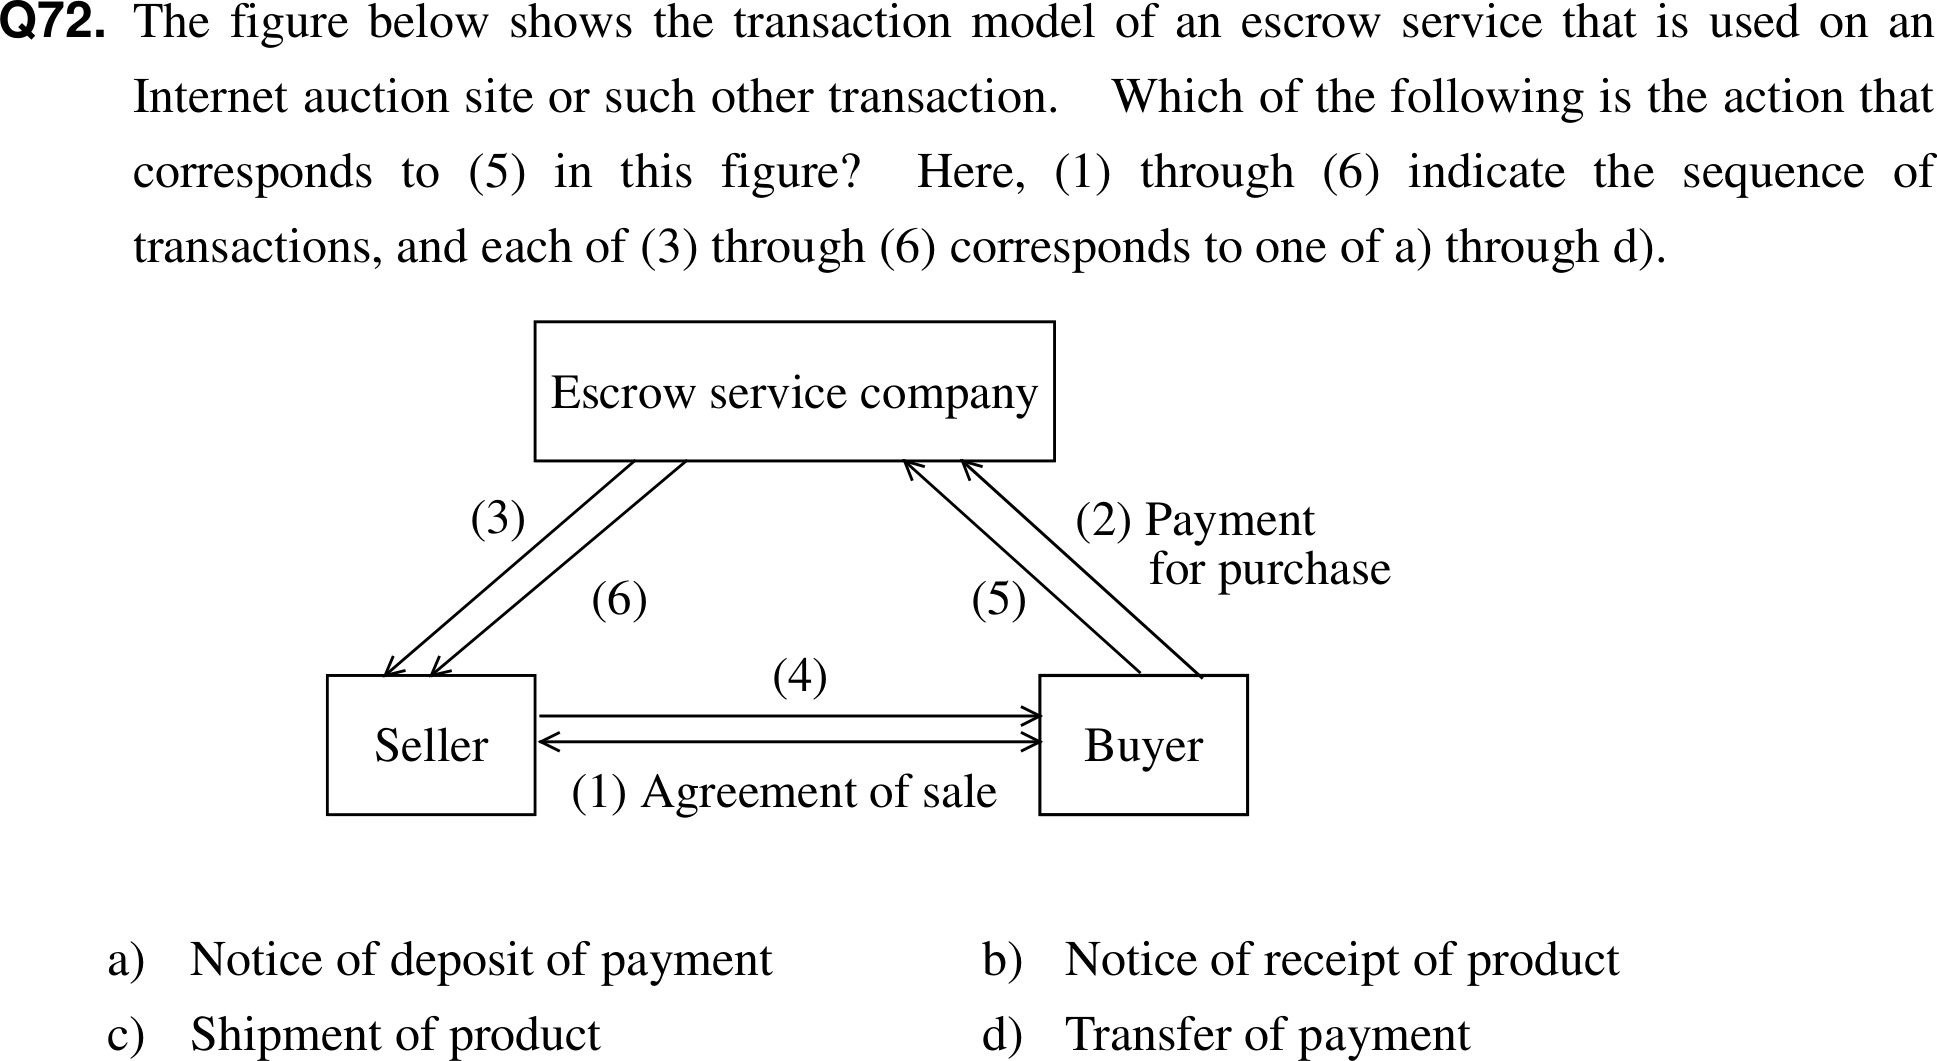 Q72. The figure below shows the transaction model of an escrow service that is used on an
Internet auction site or such other transaction. Which of the following is the action that
corresponds to (5) in this figure? Here, (1) through (6) indicate the sequence of
transactions, and each of (3) through (6) corresponds to one of a) through d).
Escrow service company
(3)
(2) Payment
for purchase
(6)
(5)
(4)
Seller
Buyer
(1) Agreement of sale
a) Notice of deposit of payment
b) Notice of receipt of product
c) Shipment of product
d) Transfer of payment